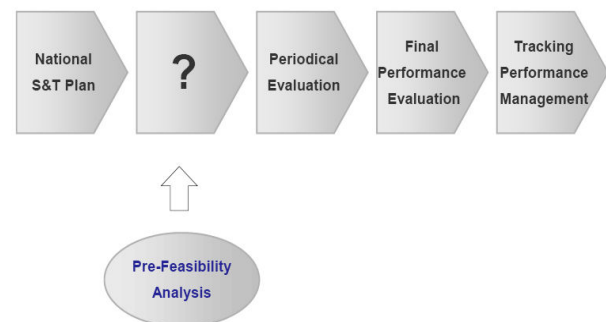 National
S&T Plan
?
Periodical
Evaluation
Final
Performance
Evaluation
Tracking
Performance
Management
Pre-Feasibility
Analysis